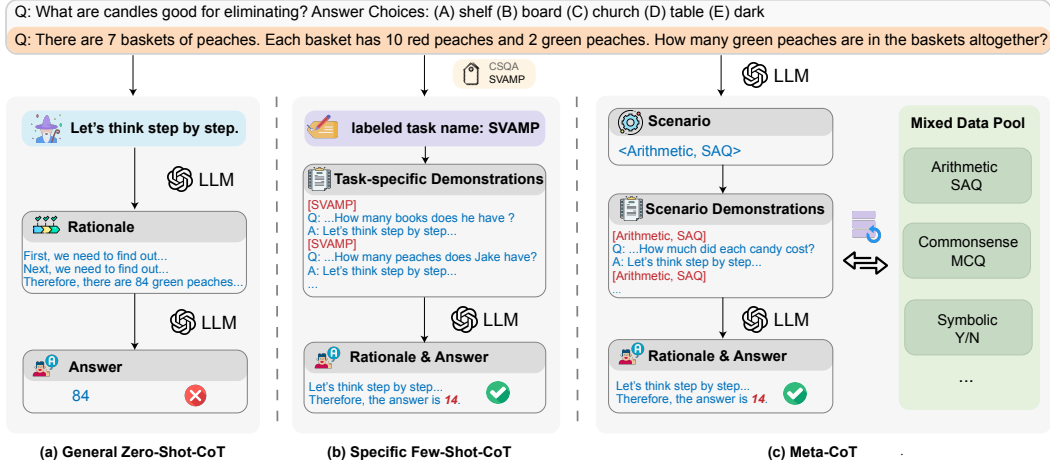 Q: What are candles good for eliminating? Answer Choices: (A) shelf (B) board (C) church (D) table (E) dark
Q: There are 7 baskets of peaches. Each basket has 10 red peaches and 2 green peaches. How many green peaches are in the baskets altogether?
Let's think step by step.
LLM
Rationale
First, we need to find out...
Next, we need to find out...
Therefore, there are 84 green peaches...
LLM
Answer
84
(a) General Zero-Shot-CoT
CSQA
SVAMP
labeled task name: SVAMP
Task-specific Demonstrations
[SVAMP]
Q: ...How many books does he have ?
A: Let's think step by step...
[SVAMP]
Q: ...How many peaches does Jake have?
A: Let's think step by step...
...
LLM
Rationale & Answer
Let's think step by step...
Therefore, the answer is 14.
(b) Specific Few-Shot-CoT
LLM
Scenario
<Arithmetic, SAQ>
Scenario Demonstrations
[Arithmetic, SAQ]
Q: ...How much did each candy cost?
A: Let's think step by step...
[Arithmetic, SAQ]
...
LLM
Rationale & Answer
Let's think step by step...
Therefore, the answer is 14.
Mixed Data Pool
Arithmetic
SAQ
Commonsense
MCQ
Symbolic
Y/N
...
(c) Meta-CoT